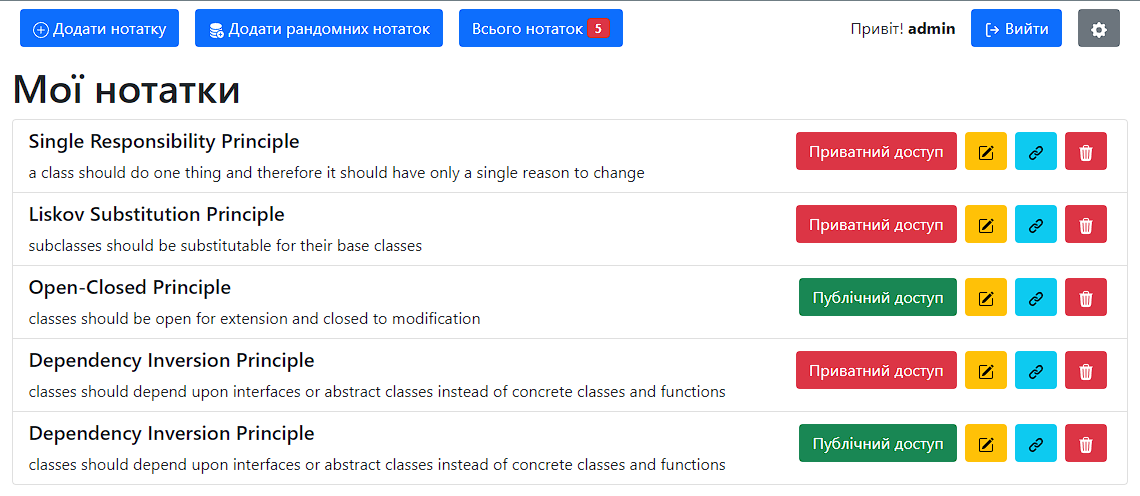 Додати нотатку Додати рандомних нотаток Всього нотаток 5 Привіт! admin Вийти
Мої нотатки
Single Responsibility Principle Приватний доступ
a class should do one thing and therefore it should have only a single reason to change
Liskov Substitution Principle Приватний доступ
subclasses should be substitutable for their base classes
Open-Closed Principle Публічний доступ
classes should be open for extension and closed to modification
Dependency Inversion Principle Приватний доступ
classes should depend upon interfaces or abstract classes instead of concrete classes and functions
Dependency Inversion Principle Публічний доступ
classes should depend upon interfaces or abstract classes instead of concrete classes and functions